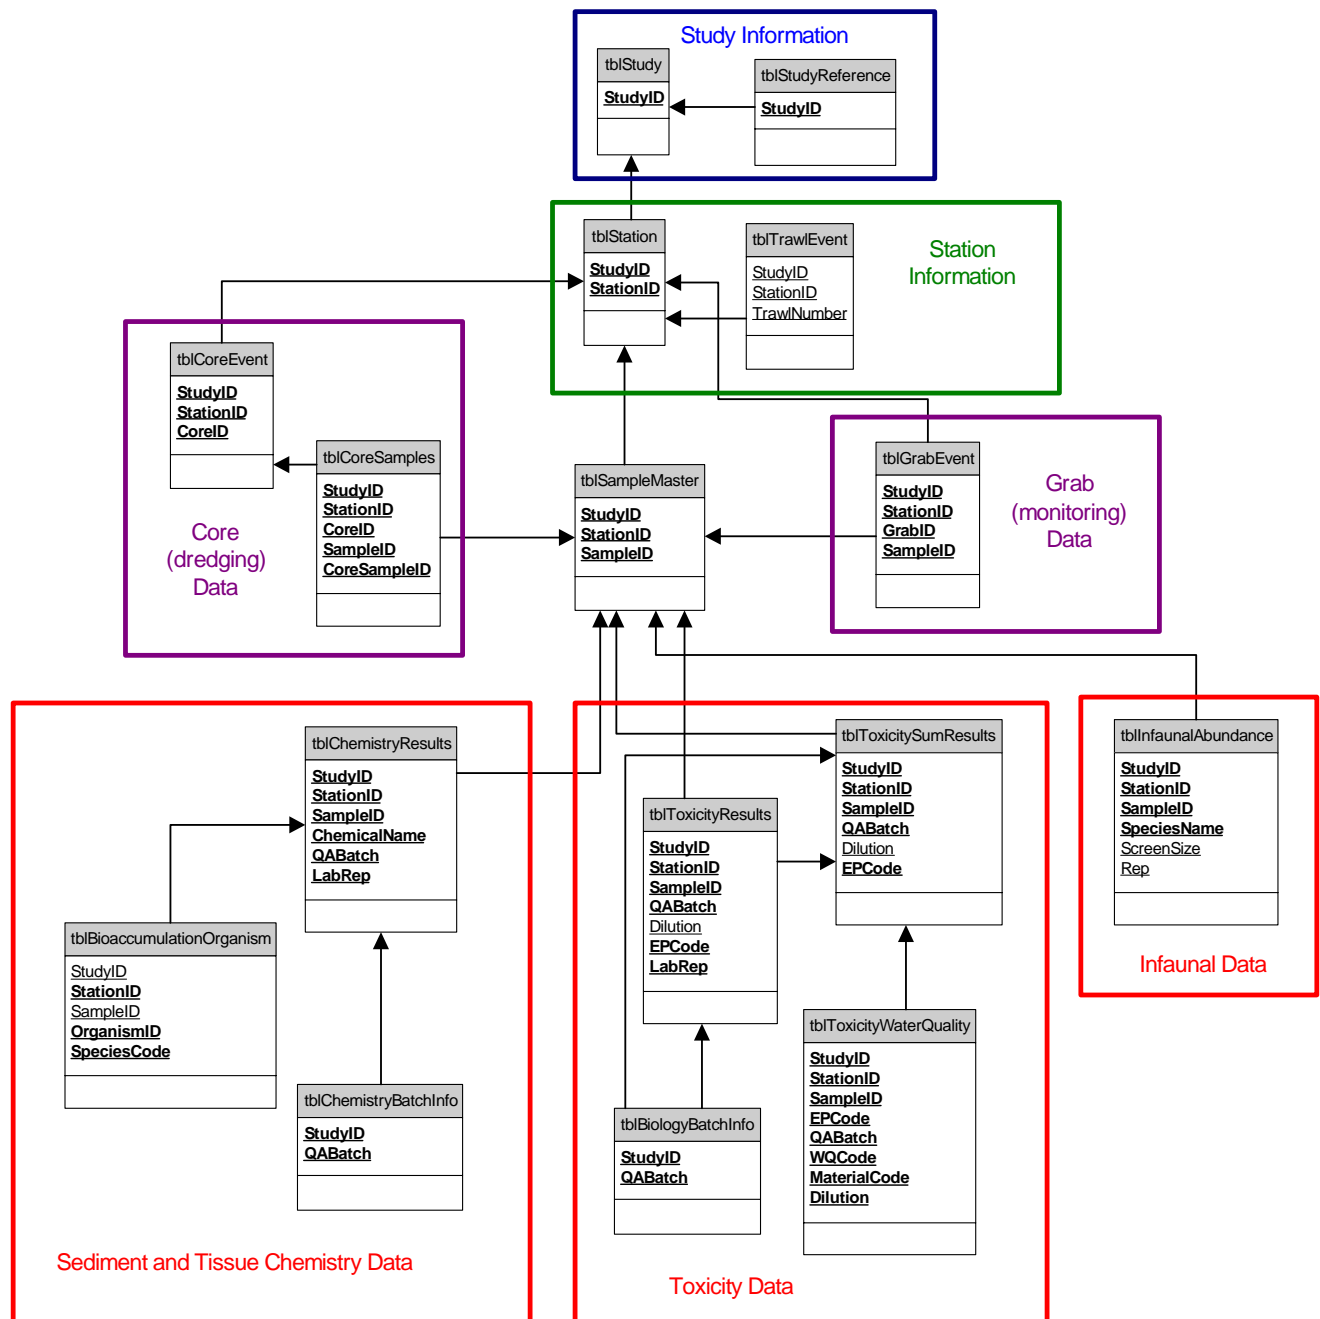 Study Information
tblStudy
StudyID
tblStudyReference
StudyID
tblStation
StudyID
StationID
tblTrawlEvent
StudyID
StationID
TrawlNumber
Station
Information
tblCoreEvent
StudyID
StationID
CoreID
tblCoreSamples
StudyID
StationID
CoreID
SampleID
CoreSampleID
Core
(dredging)
Data
tblSampleMaster
StudyID
StationID
SampleID
tblGrabEvent
StudyID
StationID
GrabID
SampleID
Grab
(monitoring)
Data
tblChemistryResults
StudyID
StationID
SampleID
ChemicalName
QABatch
LabRep
tblBioaccumulationOrganism
StudyID
StationID
SampleID
OrganismID
SpeciesCode
tblChemistryBatchInfo
StudyID
QABatch
Sediment and Tissue Chemistry Data
tblToxicitySumResults
StudyID
StationID
SampleID
QABatch
Dilution
EPCode
tblToxicityResults
StudyID
StationID
SampleID
QABatch
Dilution
EPCode
LabRep
tblToxicityWaterQuality
StudyID
StationID
SampleID
EPCode
QABatch
WQCode
MaterialCode
Dilution
tblBiologyBatchInfo
StudyID
QABatch
Toxicity Data
tblInfaunalAbundance
StudyID
StationID
SampleID
SpeciesName
ScreenSize
Rep
Infaunal Data